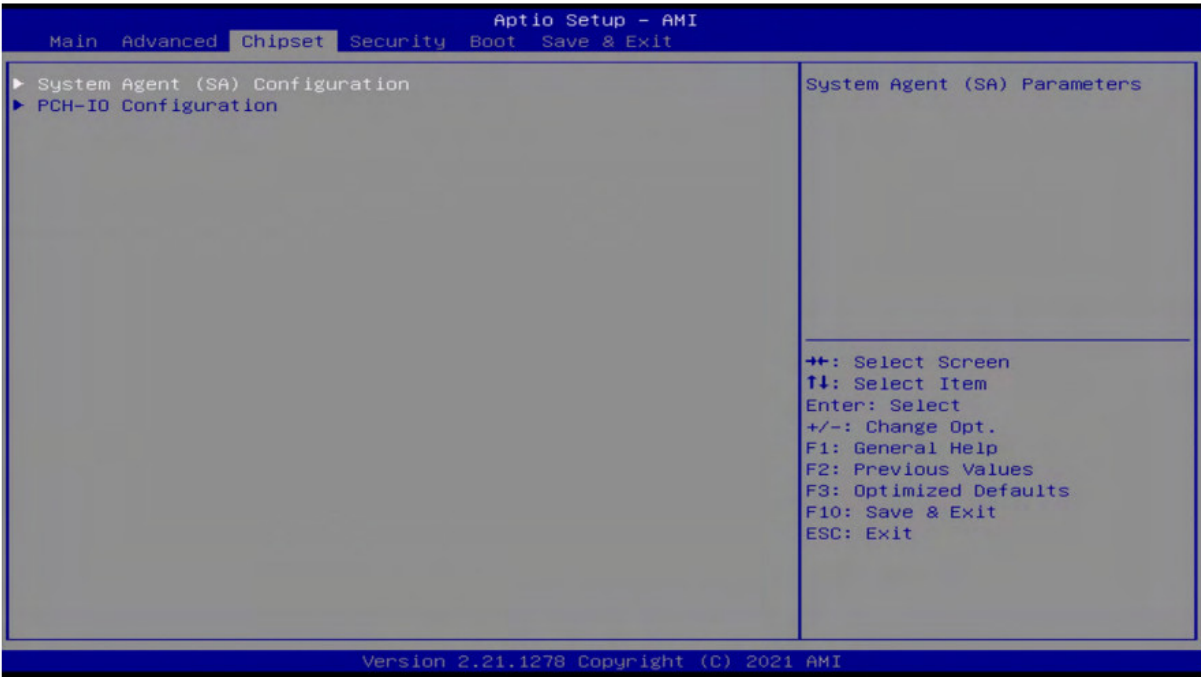 Aptio Setup – AMI
Main Advanced Chipset Security Boot Save & Exit
▶ System Agent (SA) Configuration
▶ PCH-IO Configuration
System Agent (SA) Parameters
→←: Select Screen
↑↓: Select Item
Enter: Select
+/-: Change Opt.
F1: General Help
F2: Previous Values
F3: Optimized Defaults
F10: Save & Exit
ESC: Exit
Version 2.21.1278 Copyright (C) 2021 AMI